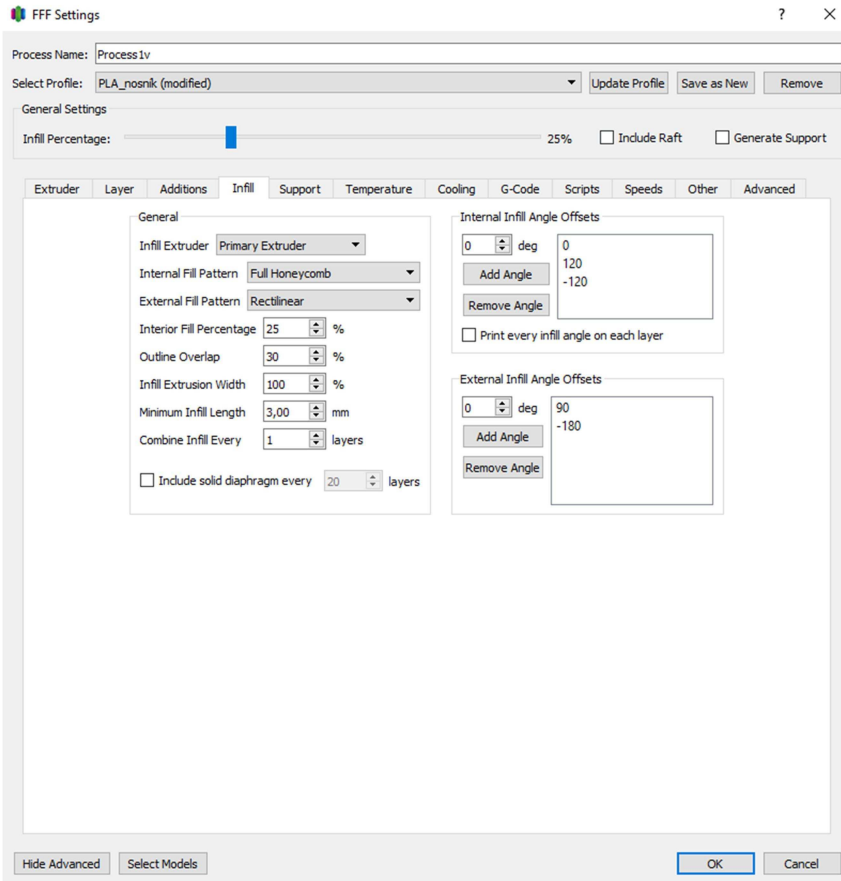 FFF Settings ?
Process Name: Process1v
Select Profile: PLA_nosnik (modified) Update Profile Save as New Remove
General Settings
Infill Percentage: 25% Include Raft Generate Support
Extruder Layer Additions Infill Support Temperature Cooling G-Code Scripts Speeds Other Advanced
General
Infill Extruder Primary Extruder
Internal Fill Pattern Full Honeycomb
External Fill Pattern Rectilinear
Interior Fill Percentage 25 %
Outline Overlap 30 %
Infill Extrusion Width 100 %
Minimum Infill Length 3,00 mm
Combine Infill Every 1 layers
Include solid diaphragm every 20 layers
Internal Infill Angle Offsets
0 deg
Add Angle
Remove Angle
0
120
-120
Print every infill angle on each layer
External Infill Angle Offsets
0 deg
Add Angle
Remove Angle
90
-180
Hide Advanced Select Models OK Cancel